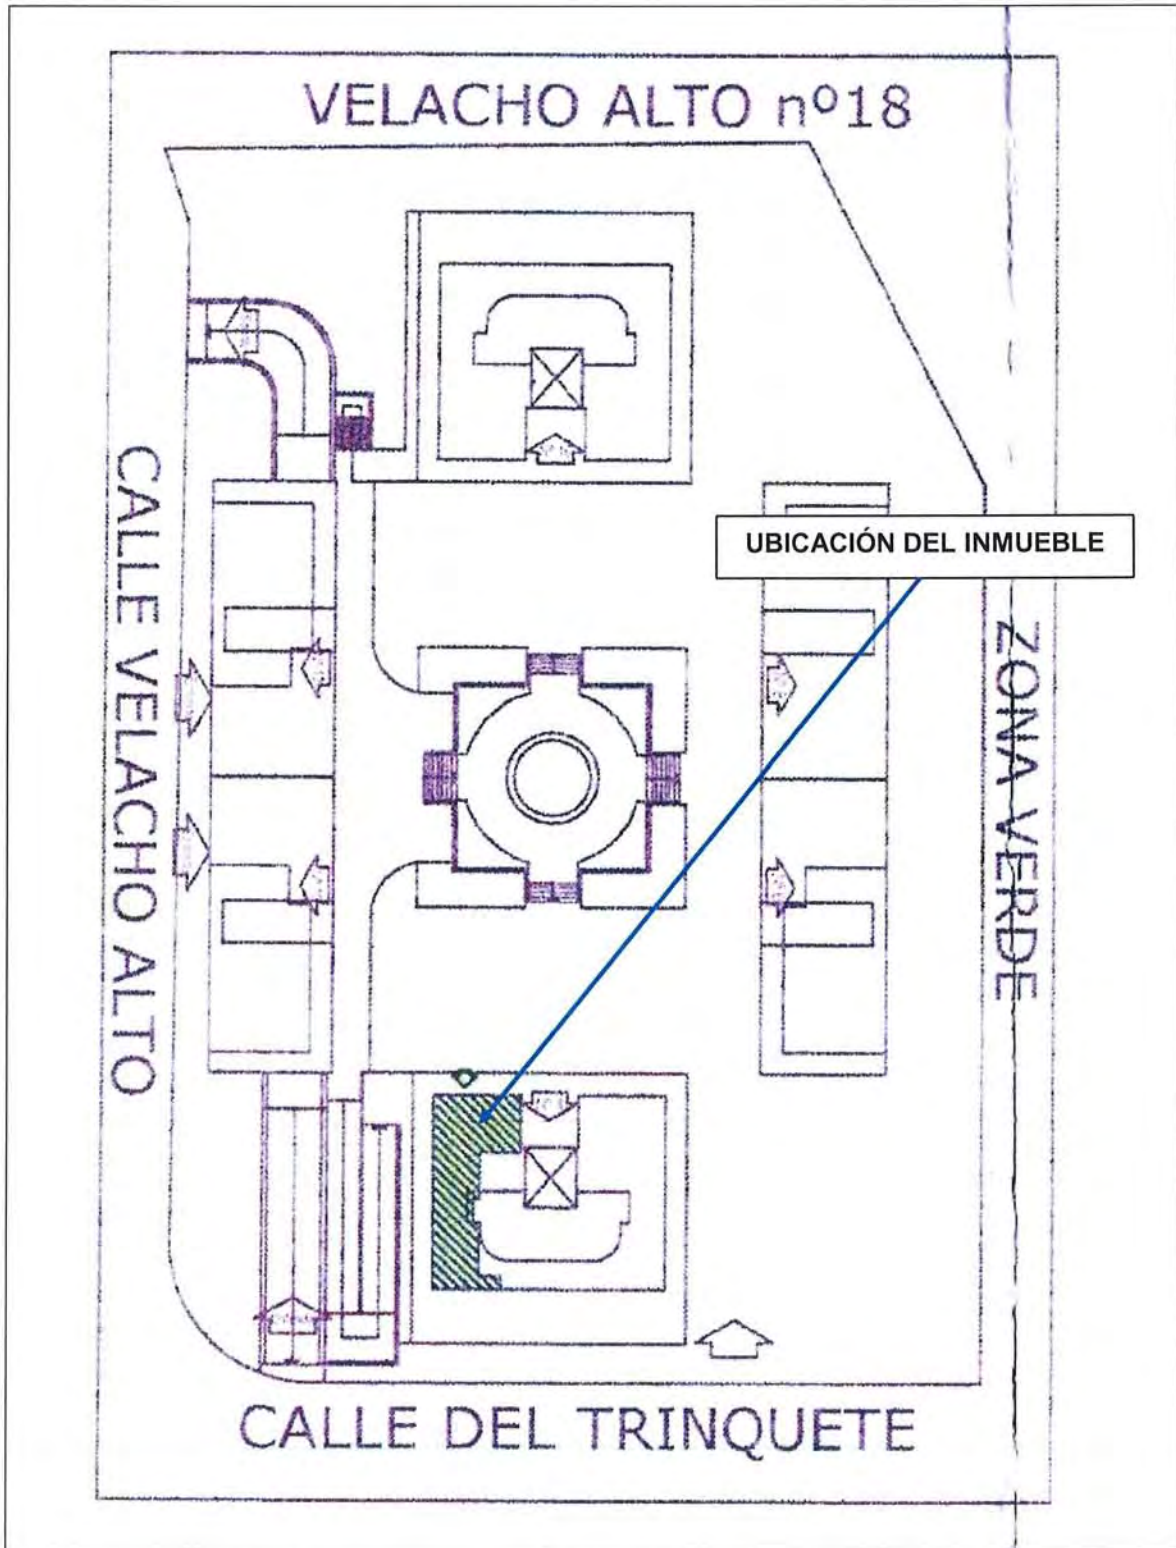 VELACHO ALTO nº18
CALLE VELACHO ALTO
UBICACIÓN DEL INMUEBLE
ZONA VERDE
CALLE DEL TRINQUETE